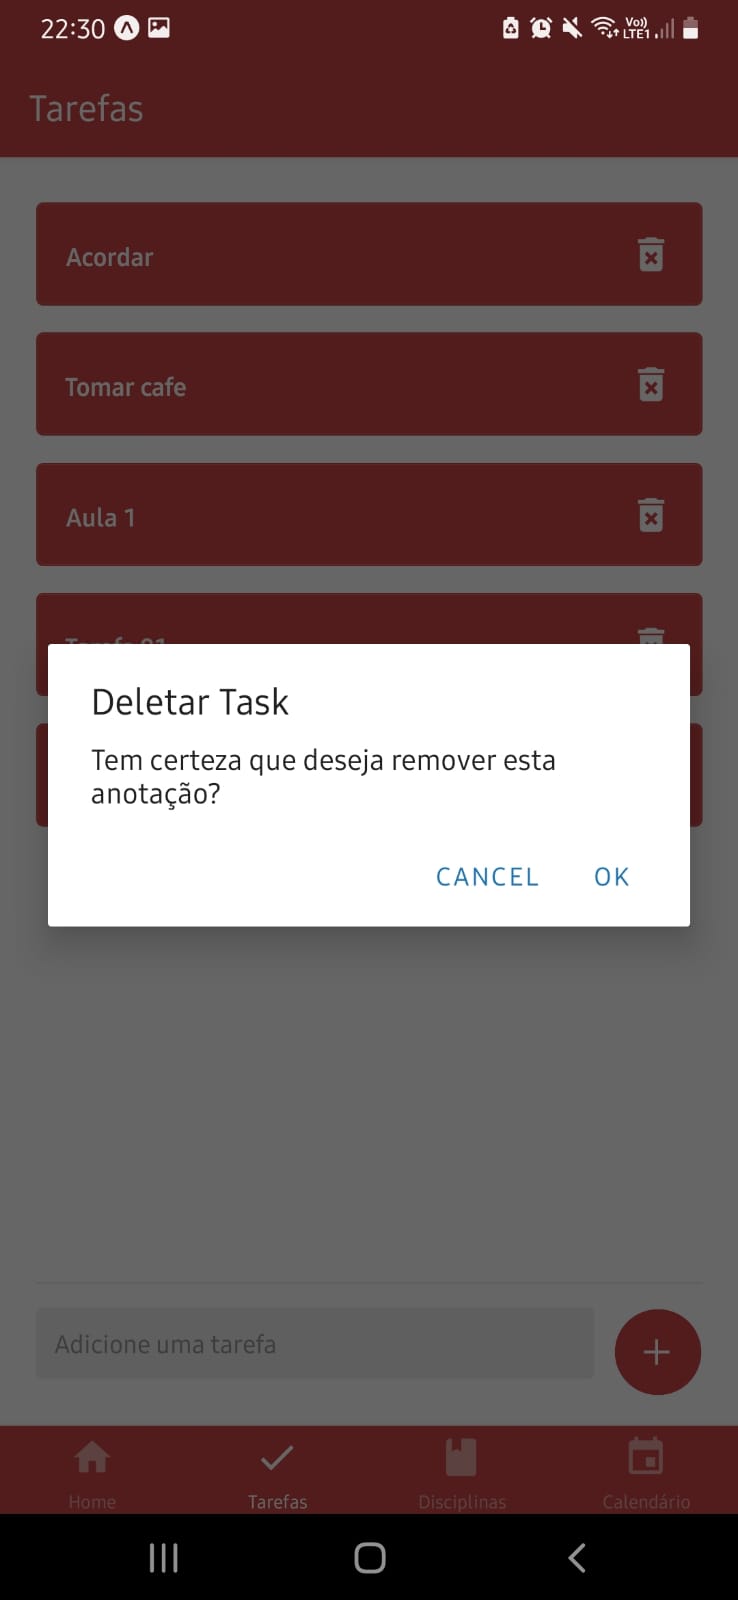 22:30
Vo))
LTE1
Tarefas
Acordar
Tomar cafe
Aula 1
Deletar Task
Tem certeza que deseja remover esta
anotação?
CANCEL OK
Adicione uma tarefa
Home Tarefas Disciplinas Calendário